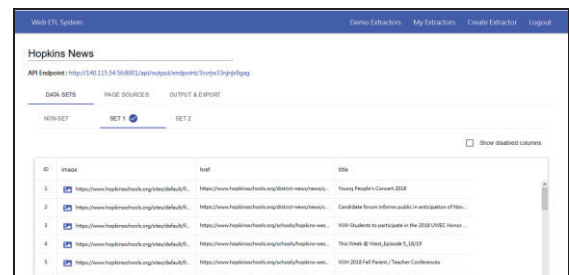 Web ETL System Demo Extractors My Extractors Create Extractor Logout
Hopkins News
API Endpoint : http://140.115.54.56:8001/api/output/endpoint/
DATA SETS PAGE SOURCES OUTPUT & EXPORT
NON-SET SET 1 SET 2
Show disabled columns
ID image href title
1 https://www.hopkinsschools.org/sites/default/fi... https://www.hopkinsschools.org/district-news/news/y... Young People's Concert 2018
2 https://www.hopkinsschools.org/sites/default/fi... https://www.hopkinsschools.org/district-news/news/c... Candidate forum informs public in anticipation of Nov...
3 https://www.hopkinsschools.org/sites/default/fi... https://www.hopkinsschools.org/schools/hopkins-wes... WJH Students to participate in the 2018 UWEC Honor ...
4 https://www.hopkinsschools.org/sites/default/fi... https://www.hopkinsschools.org/schools/hopkins-wes... This Week @ West_Episode 5_18/19
5 https://www.hopkinsschools.org/sites/default/fi... https://www.hopkinsschools.org/schools/hopkins-wes... WJH 2018 Fall Parent / Teacher Conferences